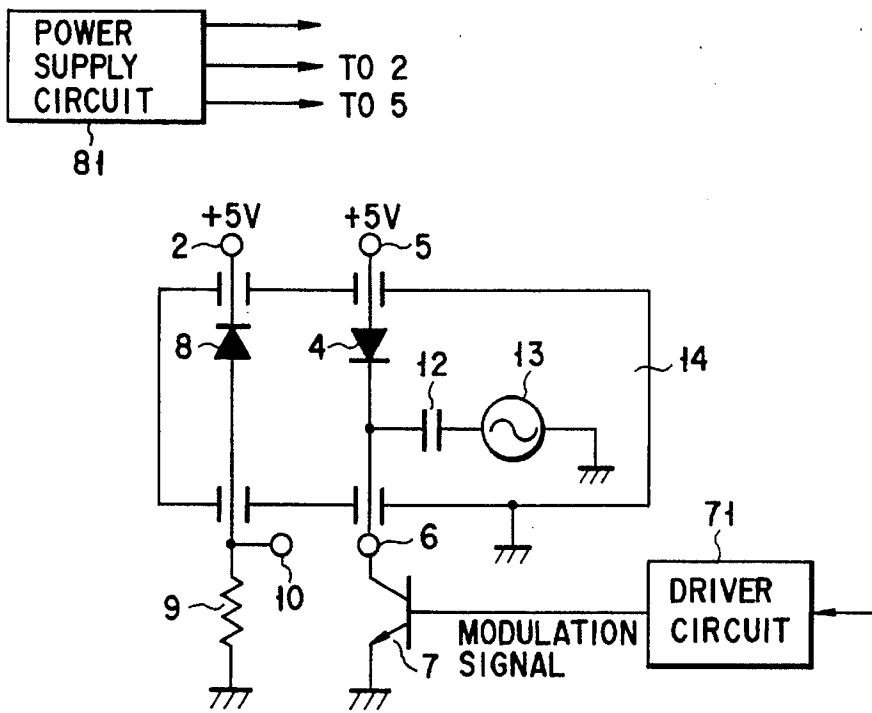 POWER
SUPPLY
CIRCUIT
TO 2
TO 5
81
+5V +5V
2 5
8 4 12 13 14
6
10
9
7
71
DRIVER
CIRCUIT
MODULATION
SIGNAL